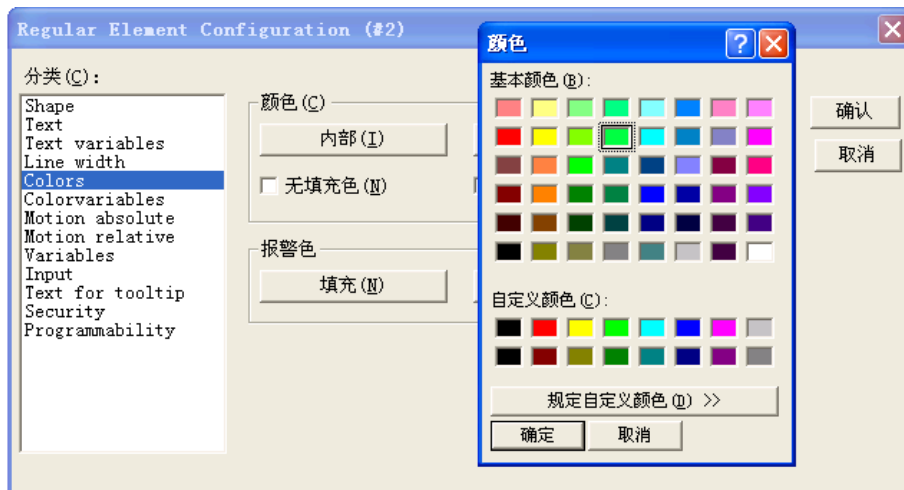 Regular Element Configuration (#2)
分类(C):
Shape
Text
Text variables
Line width
Colors
Colorvariables
Motion absolute
Motion relative
Variables
Input
Text for tooltip
Security
Programmability
颜色(C)
内部(I)
无填充色(N)
报警色
填充(N)
颜色
基本颜色(B):
自定义颜色(C):
规定自定义颜色(D) >>
确定
取消
确认
取消